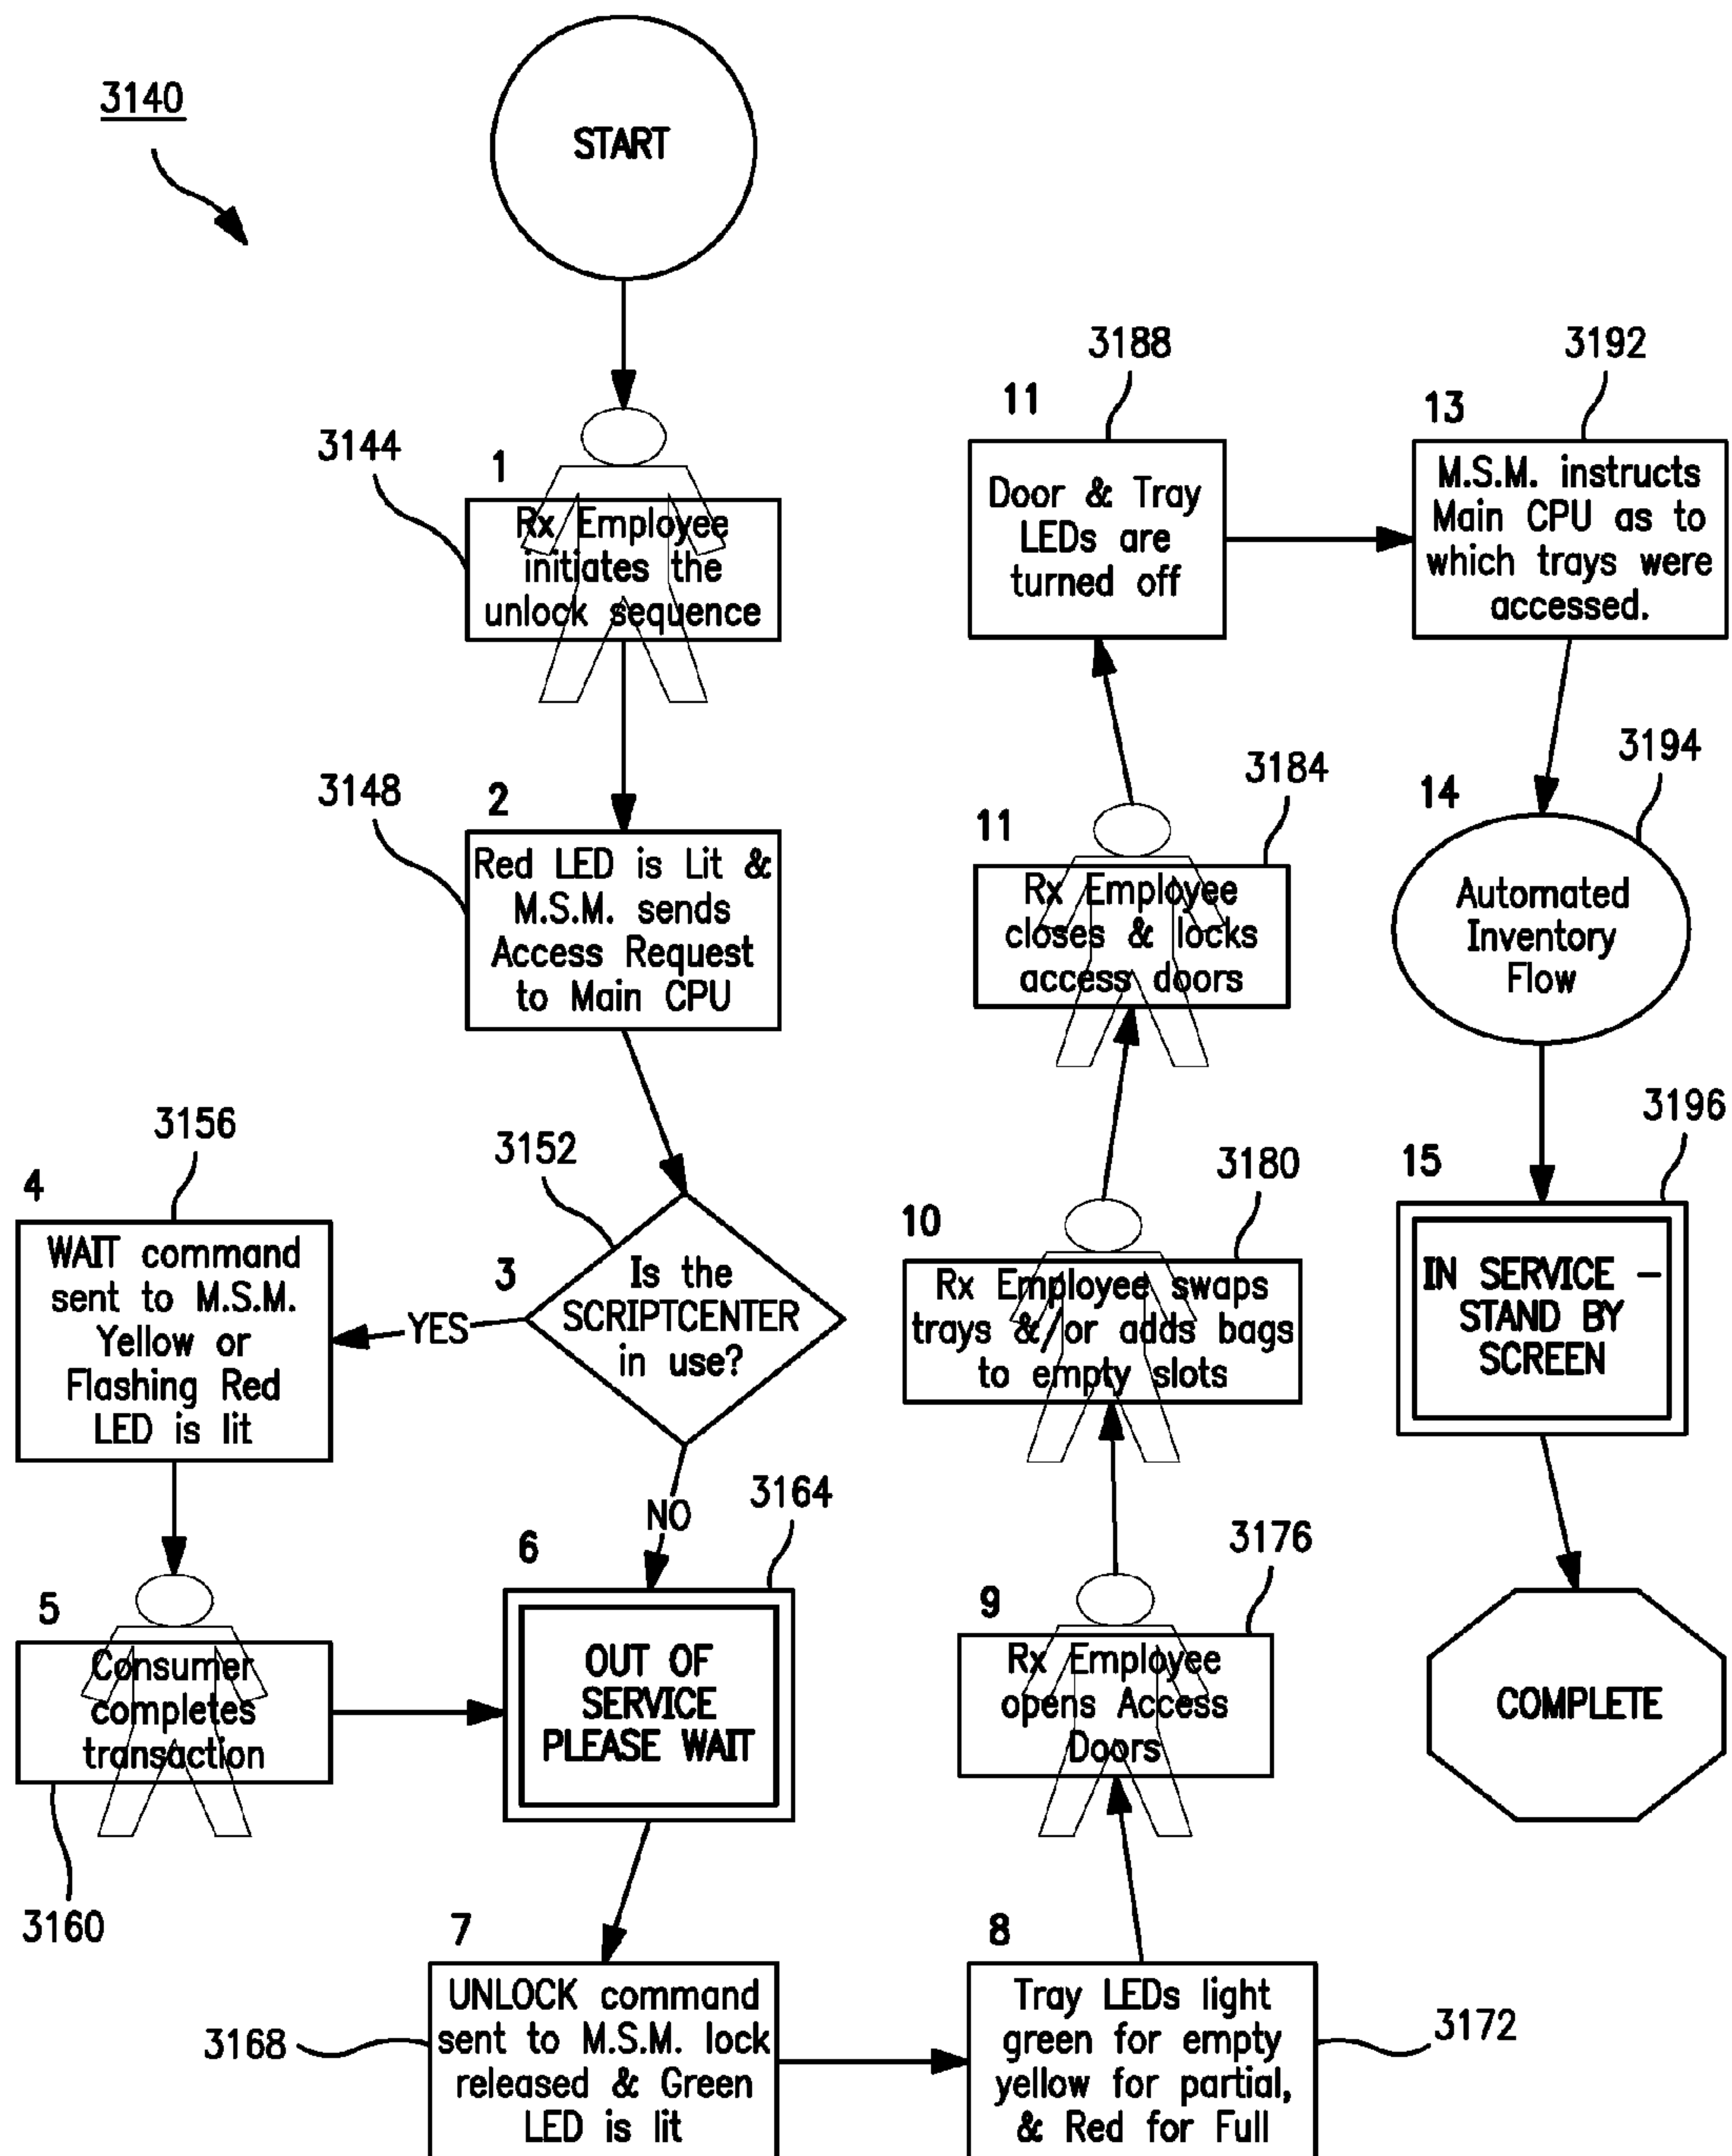 3140
START
3144
1
Rx Employee
initiates the
unlock sequence
3148
2
Red LED is Lit &
M.S.M. sends
Access Request
to Main CPU
3152
3
Is the
SCRIPTCENTER
in use?
YES
NO
3156
4
WAIT command
sent to M.S.M.
Yellow or
Flashing Red
LED is lit
5
Consumer
completes
transaction
3160
3164
6
OUT OF
SERVICE
PLEASE WAIT
7
3168
UNLOCK command
sent to M.S.M. lock
released & Green
LED is lit
8
3172
Tray LEDs light
green for empty
yellow for partial,
& Red for Full
3176
9
Rx Employee
opens Access
Doors
3180
10
Rx Employee swaps
trays &/or adds bags
to empty slots
3184
11
Rx Employee
closes & locks
access doors
3188
11
Door & Tray
LEDs are
turned off
3192
13
M.S.M. instructs
Main CPU as to
which trays were
accessed.
3194
14
Automated
Inventory
Flow
3196
15
IN SERVICE –
STAND BY
SCREEN
COMPLETE